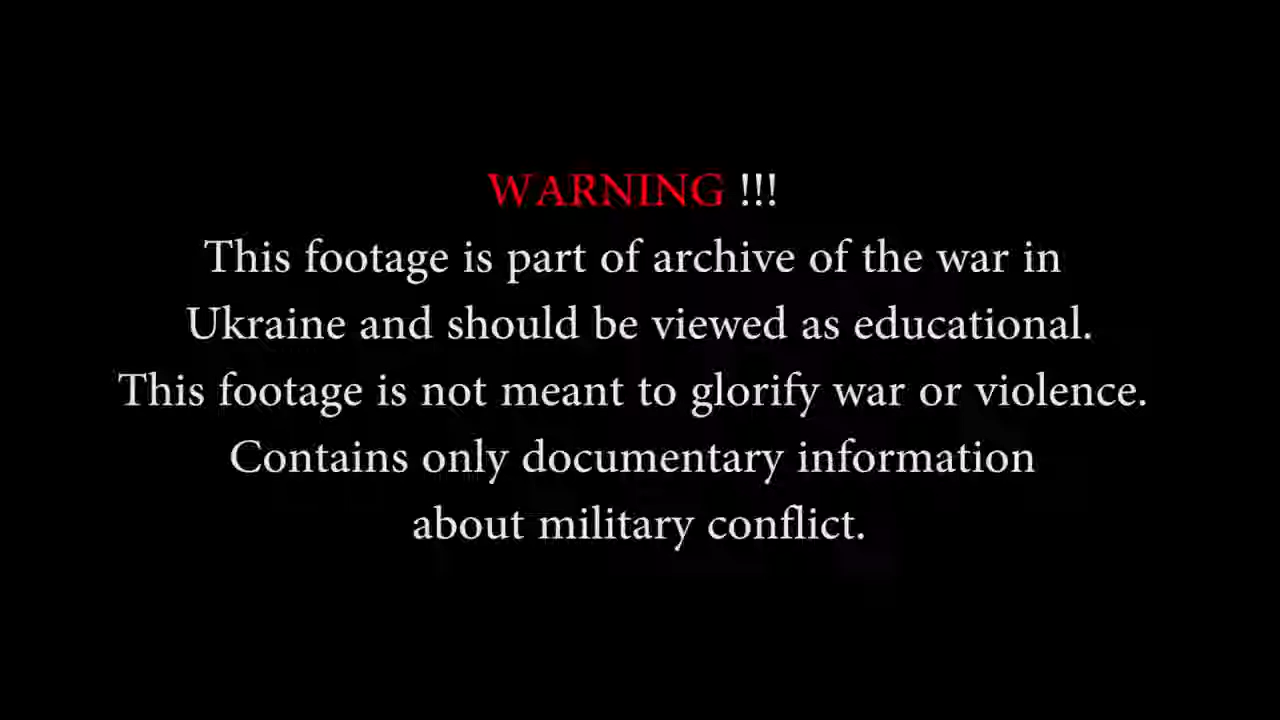 WARNING !!!
This footage is part of archive of the war in
Ukraine and should be viewed as educational.
This footage is not meant to glorify war or violence.
Contains only documentary information
about military conflict.